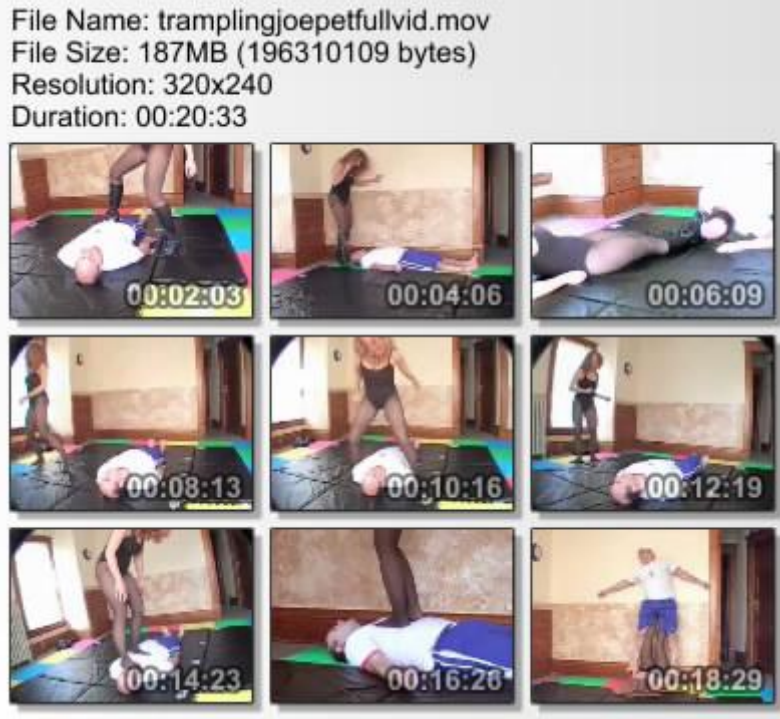 File Name: tramplingjoepetfullvid.mov
File Size: 187MB (196310109 bytes)
Resolution: 320x240
Duration: 00:20:33
00:02:03
00:04:06
00:06:09
00:08:13
00:10:16
00:12:19
00:14:23
00:16:26
00:18:29